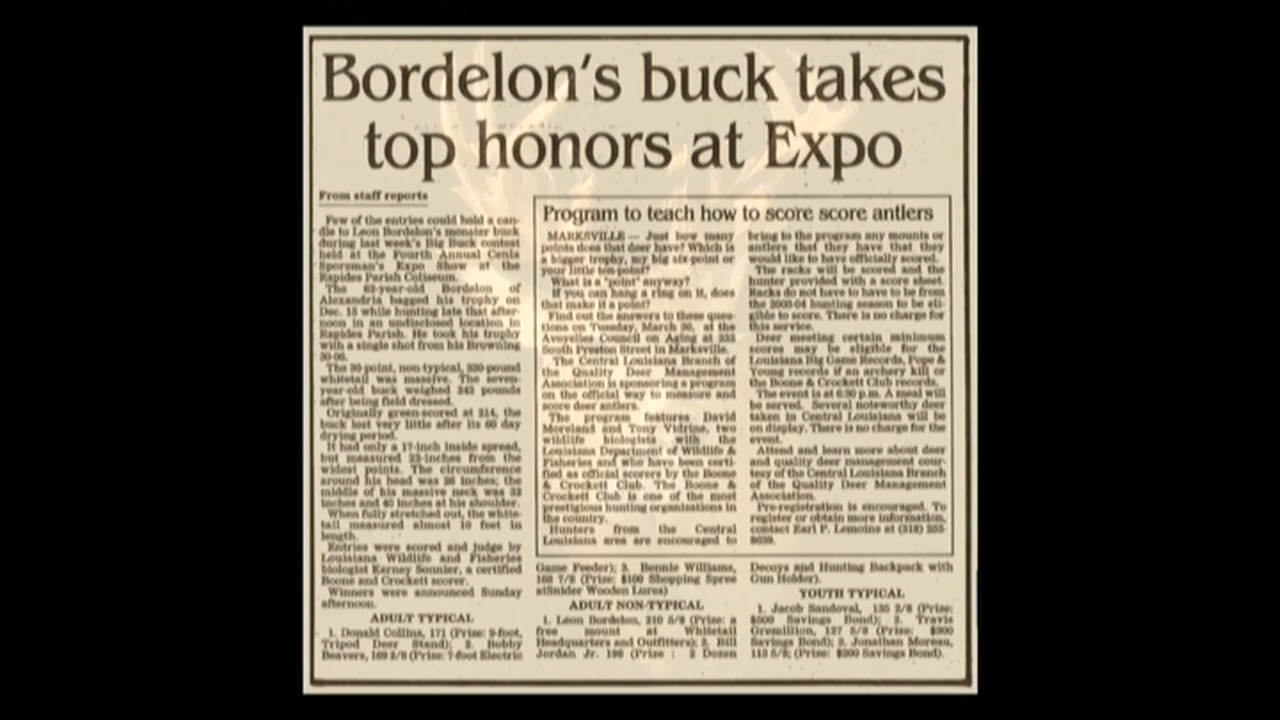 Bordelon's buck takes
top honors at Expo
From staff reports
Few of the entries could hold a can-
dle to Leon Bordelon's monster buck
during last week's Big Buck contest
held at the Fourth Annual Cenla
Sporsman's Expo Show at the
Rapides Parish Coliseum.
The 62-year-old Bordelon of
Alexandria bagged his trophy on
Dec. 15 while hunting late that after-
noon in an undisclosed location in
Rapides Parish. He took his trophy
with a single shot from his Browning
30-06.
The 30-point, non-typical, 320-pound
whitetail was massive. The seven-
year-old buck weighed 242 pounds
after being field dressed.
Originally green-scored at 214, the
buck lost very little after its 60 day
drying period.
It had only a 17-inch inside spread,
but measured 23-inches from the
widest points. The circumference
around his head was 26 inches; the
middle of his massive neck was 33
inches and 40 inches at his shoulder.
When fully stretched out, the white-
tail measured almost 10 feet in
length.
Entries were scored and judge by
Louisiana Wildlife and Fisheries
biologist Kerney Sonnier, a certified
Boone and Crockett scorer.
Winners were announced Sunday
afternoon.
ADULT TYPICAL
1. Donald Collins, 171 (Prize: 9-foot,
Tripod Deer Stand); 2. Bobby
Beavers, 169 2/8 (Prize: 7-foot Electric
Program to teach how to score score antlers
MARKSVILLE — Just how many
points does that deer have? Which is
a bigger trophy, my big six-point or
your little ten-point?
What is a "point" anyway?
If you can hang a ring on it, does
that make it a point?
Find out the answers to these ques-
tions on Tuesday, March 30, at the
Avoyelles Council on Aging at
South Preston Street in Marksville.
The Central Louisiana Branch of
the Quality Deer Management
Association is sponsoring a program
on the official way to measure and
score deer antlers.
The program features David
Moreland and Tony Vidrine, two
wildlife biologists with the
Louisiana Department of Wildlife &
Fisheries and who have been certi-
fied as official scorers by the Boone
& Crockett Club. The Boone &
Crockett Club is one of the most
prestigious hunting organizations in
the country.
Hunters from the Central
Louisiana area are encouraged to
bring to the program any mounts or
antlers that they have that they
would like to have officially scored.
The racks will be scored and the
hunter provided with a score sheet.
Racks do not have to have to be from
the 2003-04 hunting season to be eli-
gible to score. There is no charge for
this service.
Deer meeting certain minimum
scores may be eligible for the
Louisiana Big Game Records, Pope &
Young records if an archery kill or
the Boone & Crockett Club records.
The event is at 6:30 p.m. A meal will
be served. Several noteworthy deer
taken in Central Louisiana will be
on display. There is no charge for the
event.
Attend and learn more about deer
and quality deer management cour-
tesy of the Central Louisiana Branch
of the Quality Deer Management
Association.
Pre-registration is encouraged. To
register or obtain more information,
contact Earl P. Lemoine at (318)
Game Feeder); 3. Bennie Williams,
168 7/8 (Prize: $100 Shopping Spree
atSnider Wooden Lures)
ADULT NON-TYPICAL
1. Leon Bordelon, 210 5/8 (Prize: a
free mount at Whitetail
Headquarters and Outfitters); 2. Bill
Jordan Jr. 196 (Prize : 2 Dozen
Decoys and Hunting Backpack with
Gun Holder).
YOUTH TYPICAL
1. Jacob Sandoval, 135 2/8 (Prize:
$500 Savings Bond); 2. Travis
Gremillion, 127 5/8 (Prize: $300
Savings Bond); 3. Jonathan Moreau,
113 5/8; (Prize: $200 Savings Bond).